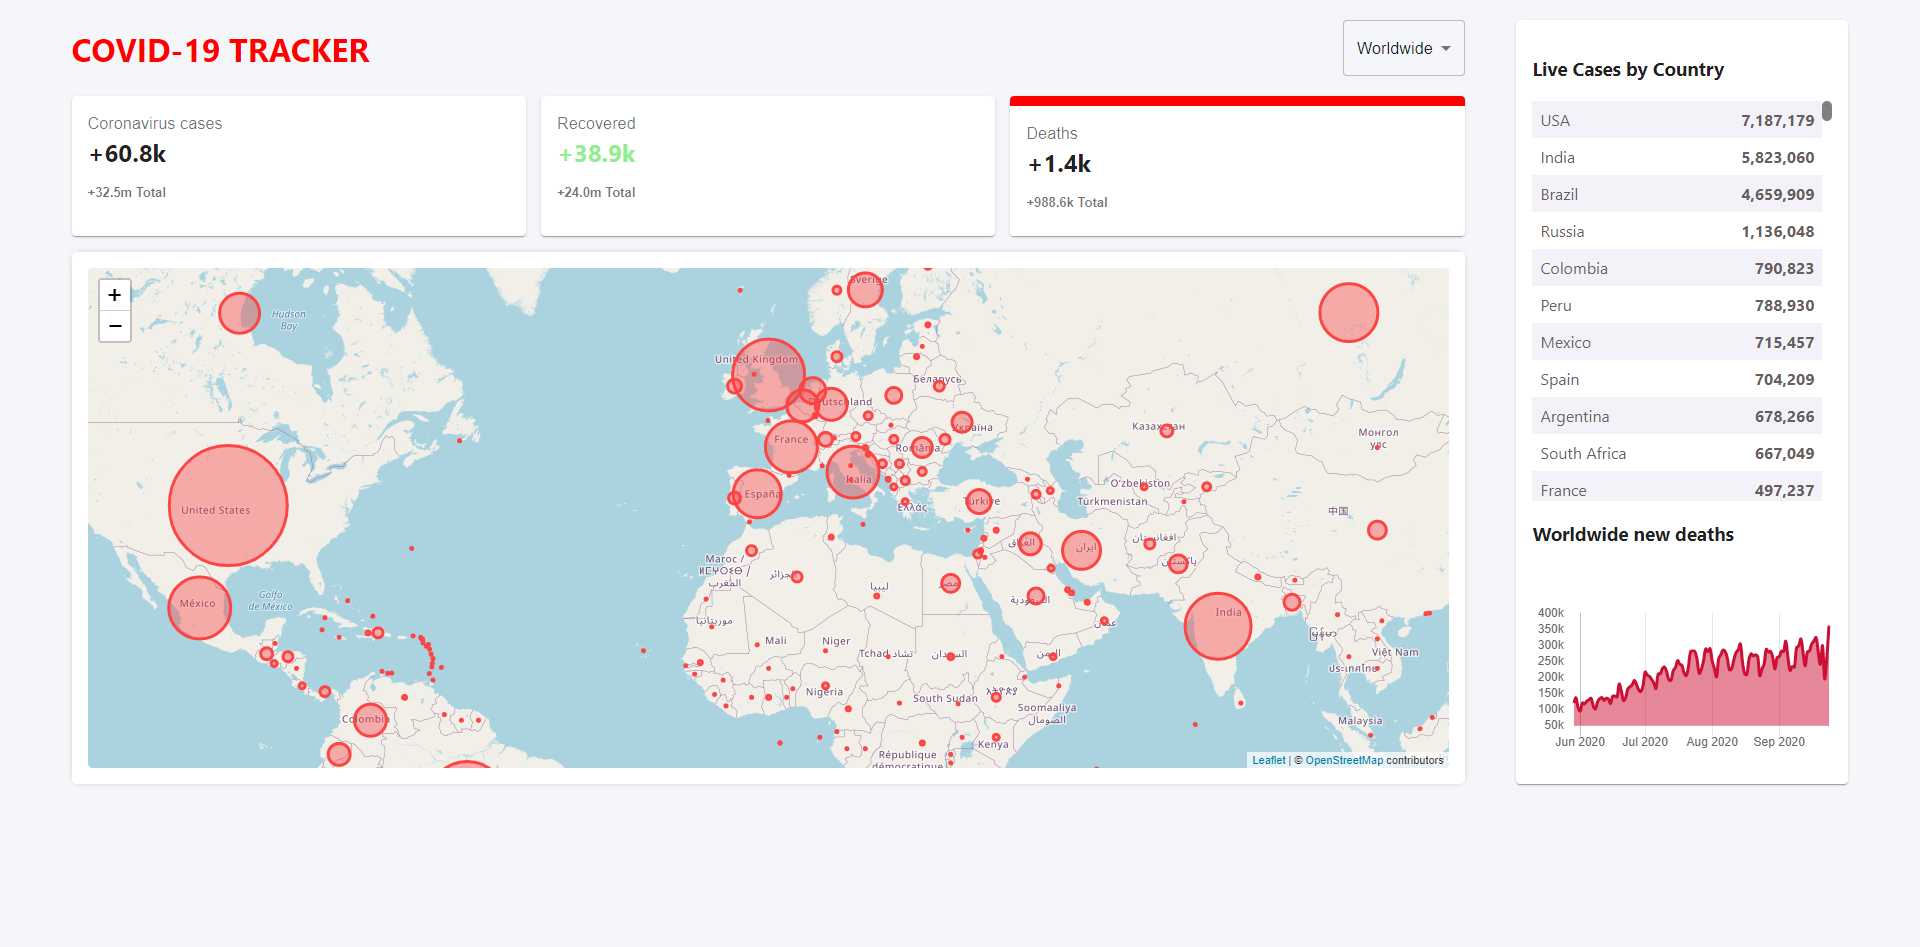 COVID-19 TRACKER
Worldwide
Coronavirus cases
+60.8k
+32.5m Total
Recovered
+38.9k
+24.0m Total
Deaths
+1.4k
+988.6k Total
+
−
Hudson
Bay
Sverige
United Kingdom
Беларусь
Deutschland
Україна
France
România
Казахстан
Монгол
улс
Italia
España
Ελλάς
Türkiye
Oʻzbekiston
Türkmenistan
中国
United States
Maroc /
ⵍⵎⵖⵔⵉⴱ /
المغرب
الجزائر
ليبيا
مصر
العراق
ایران
افغانستان
پاکستان
السعودية
México
Golfo
de México
India
عمان
موريتانيا
Mali
Niger
Tchad تشاد
السودان
اليمن
Việt Nam
ประเทศไทย
Nigeria
South Sudan
Soomaaliya
الصومال
Colombia
Malaysia
Kenya
République
démocratique
Leaflet | © OpenStreetMap contributors
Live Cases by Country
USA 7,187,179
India 5,823,060
Brazil 4,659,909
Russia 1,136,048
Colombia 790,823
Peru 788,930
Mexico 715,457
Spain 704,209
Argentina 678,266
South Africa 667,049
France 497,237
Worldwide new deaths
400k
350k
300k
250k
200k
150k
100k
50k
Jun 2020 Jul 2020 Aug 2020 Sep 2020